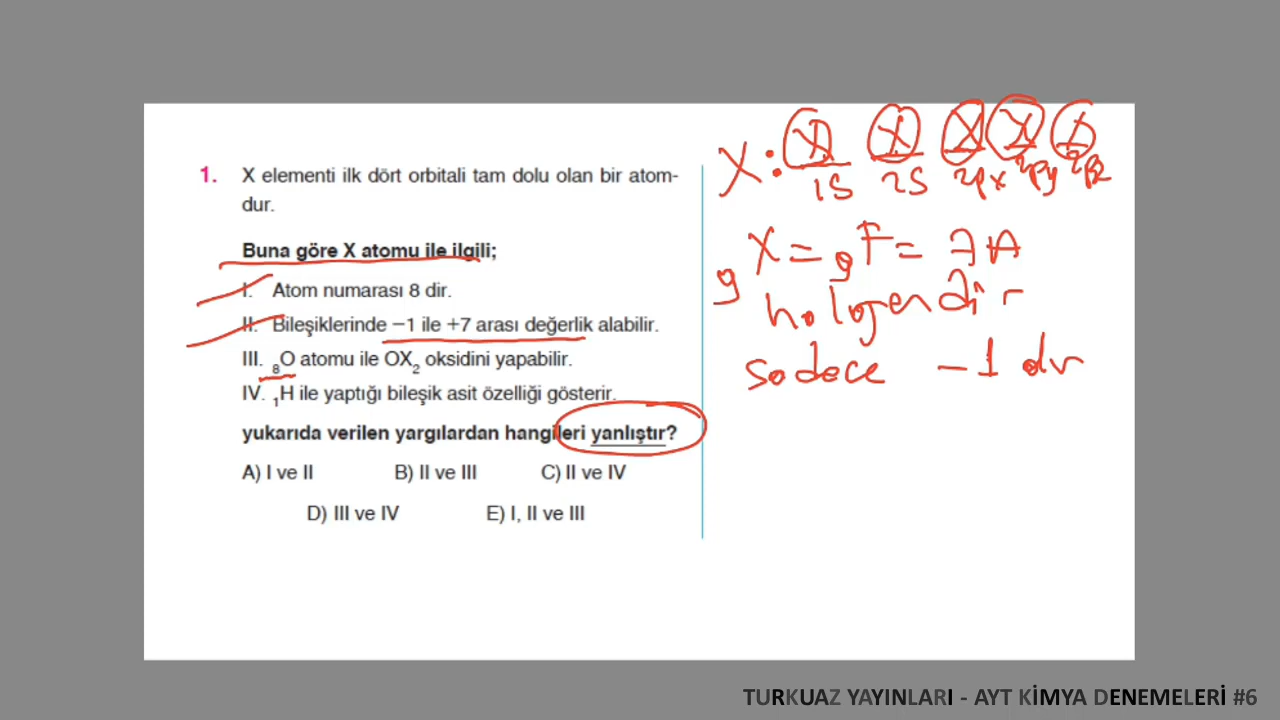 1. X elementi ilk dört orbitali tam dolu olan bir atom-
dur.
Buna göre X atomu ile ilgili;
I. Atom numarası 8 dir.
II. Bileşiklerinde −1 ile +7 arası değerlik alabilir.
III. ₈O atomu ile OX₂ oksidini yapabilir.
IV. ₁H ile yaptığı bileşik asit özelliği gösterir.
yukarıda verilen yargılardan hangileri yanlıştır?
A) I ve II B) II ve III C) II ve IV
D) III ve IV E) I, II ve III
X:
1S 2S 2px 2py 2pz
₉X = ₉F = 7A
halogendir
sadece −1 dir
TURKUAZ YAYINLARI - AYT KİMYA DENEMELERİ #6